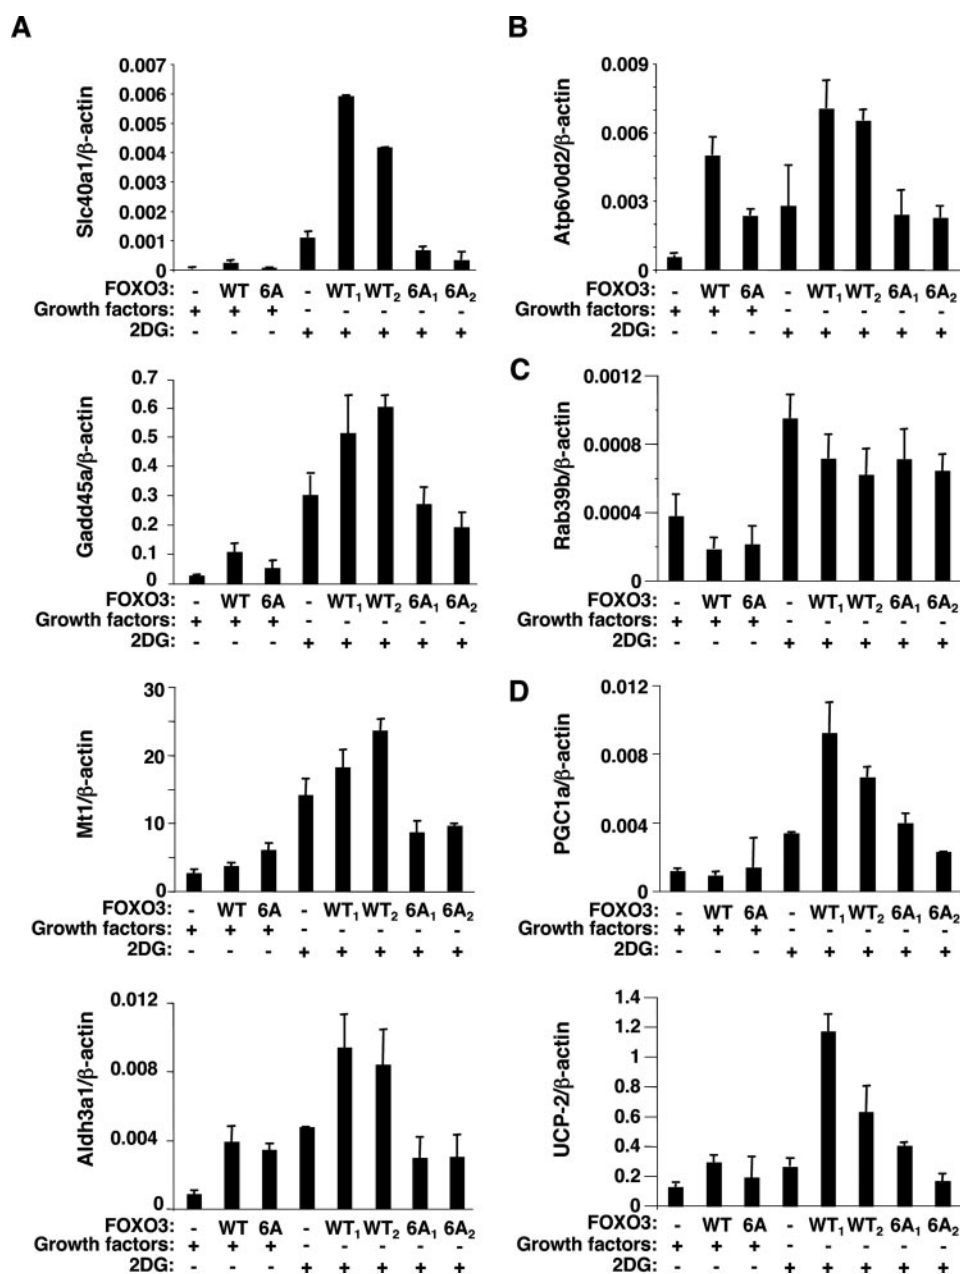 A
Slc40a1/β-actin
0.007
0.006
0.005
0.004
0.003
0.002
0.001
0
FOXO3: - WT 6A - WT1 WT2 6A1 6A2
Growth factors: + + + - - - - -
2DG: - - - + + + + +
Gadd45a/β-actin
0.7
0.6
0.5
0.4
0.3
0.2
0.1
0
FOXO3: - WT 6A - WT1 WT2 6A1 6A2
Growth factors: + + + - - - - -
2DG: - - - + + + + +
Mt1/β-actin
30
20
10
0
FOXO3: - WT 6A - WT1 WT2 6A1 6A2
Growth factors: + + + - - - - -
2DG: - - - + + + + +
Aldh3a1/β-actin
0.012
0.008
0.004
0
FOXO3: - WT 6A - WT1 WT2 6A1 6A2
Growth factors: + + + - - - - -
2DG: - - - + + + + +
B
Atp6v0d2/β-actin
0.009
0.006
0.003
0
FOXO3: - WT 6A - WT1 WT2 6A1 6A2
Growth factors: + + + - - - - -
2DG: - - - + + + + +
C
Rab39b/β-actin
0.0012
0.0008
0.0004
0
FOXO3: - WT 6A - WT1 WT2 6A1 6A2
Growth factors: + + + - - - - -
2DG: - - - + + + + +
D
PGC1a/β-actin
0.012
0.008
0.004
0
FOXO3: - WT 6A - WT1 WT2 6A1 6A2
Growth factors: + + + - - - - -
2DG: - - - + + + + +
UCP-2/β-actin
1.4
1.2
1
0.8
0.6
0.4
0.2
0
FOXO3: - WT 6A - WT1 WT2 6A1 6A2
Growth factors: + + + - - - - -
2DG: - - - + + + + +